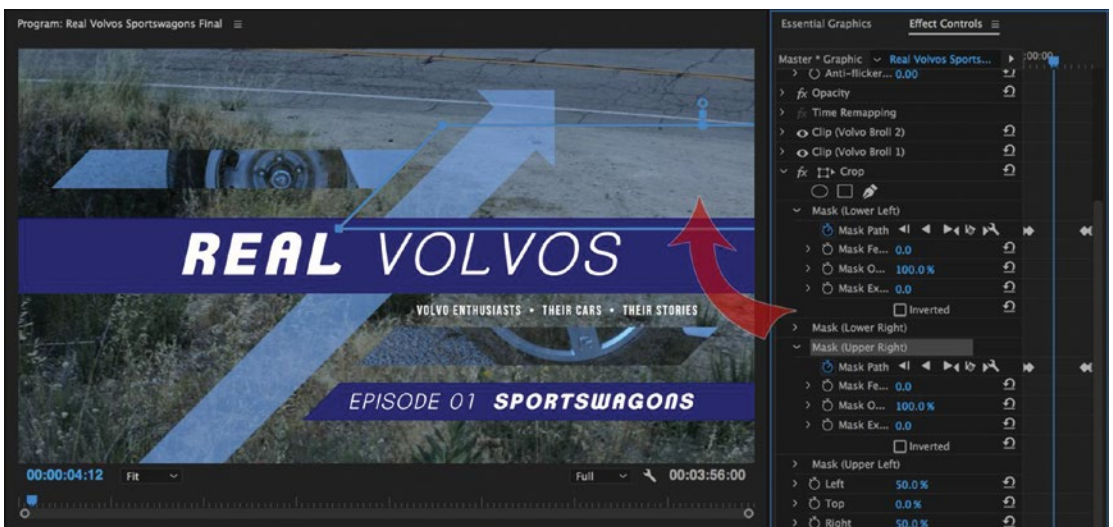 Program: Real Volvos Sportswagons Final
REAL VOLVOS
VOLVO ENTHUSIASTS • THEIR CARS • THEIR STORIES
EPISODE 01 SPORTSWAGONS
00:00:04:12 Fit Full 00:03:56:00
Essential Graphics Effect Controls
Master * Graphic Real Volvos Sports... :00:00
Anti-flicker... 0.00
fx Opacity
fx Time Remapping
Clip (Volvo Broll 2)
Clip (Volvo Broll 1)
fx Crop
Mask (Lower Left)
Mask Path
Mask Fe... 0.0
Mask O... 100.0 %
Mask Ex... 0.0
Inverted
Mask (Lower Right)
Mask (Upper Right)
Mask Path
Mask Fe... 0.0
Mask O... 100.0 %
Mask Ex... 0.0
Inverted
Mask (Upper Left)
Left 50.0 %
Top 0.0 %
Right 50.0 %